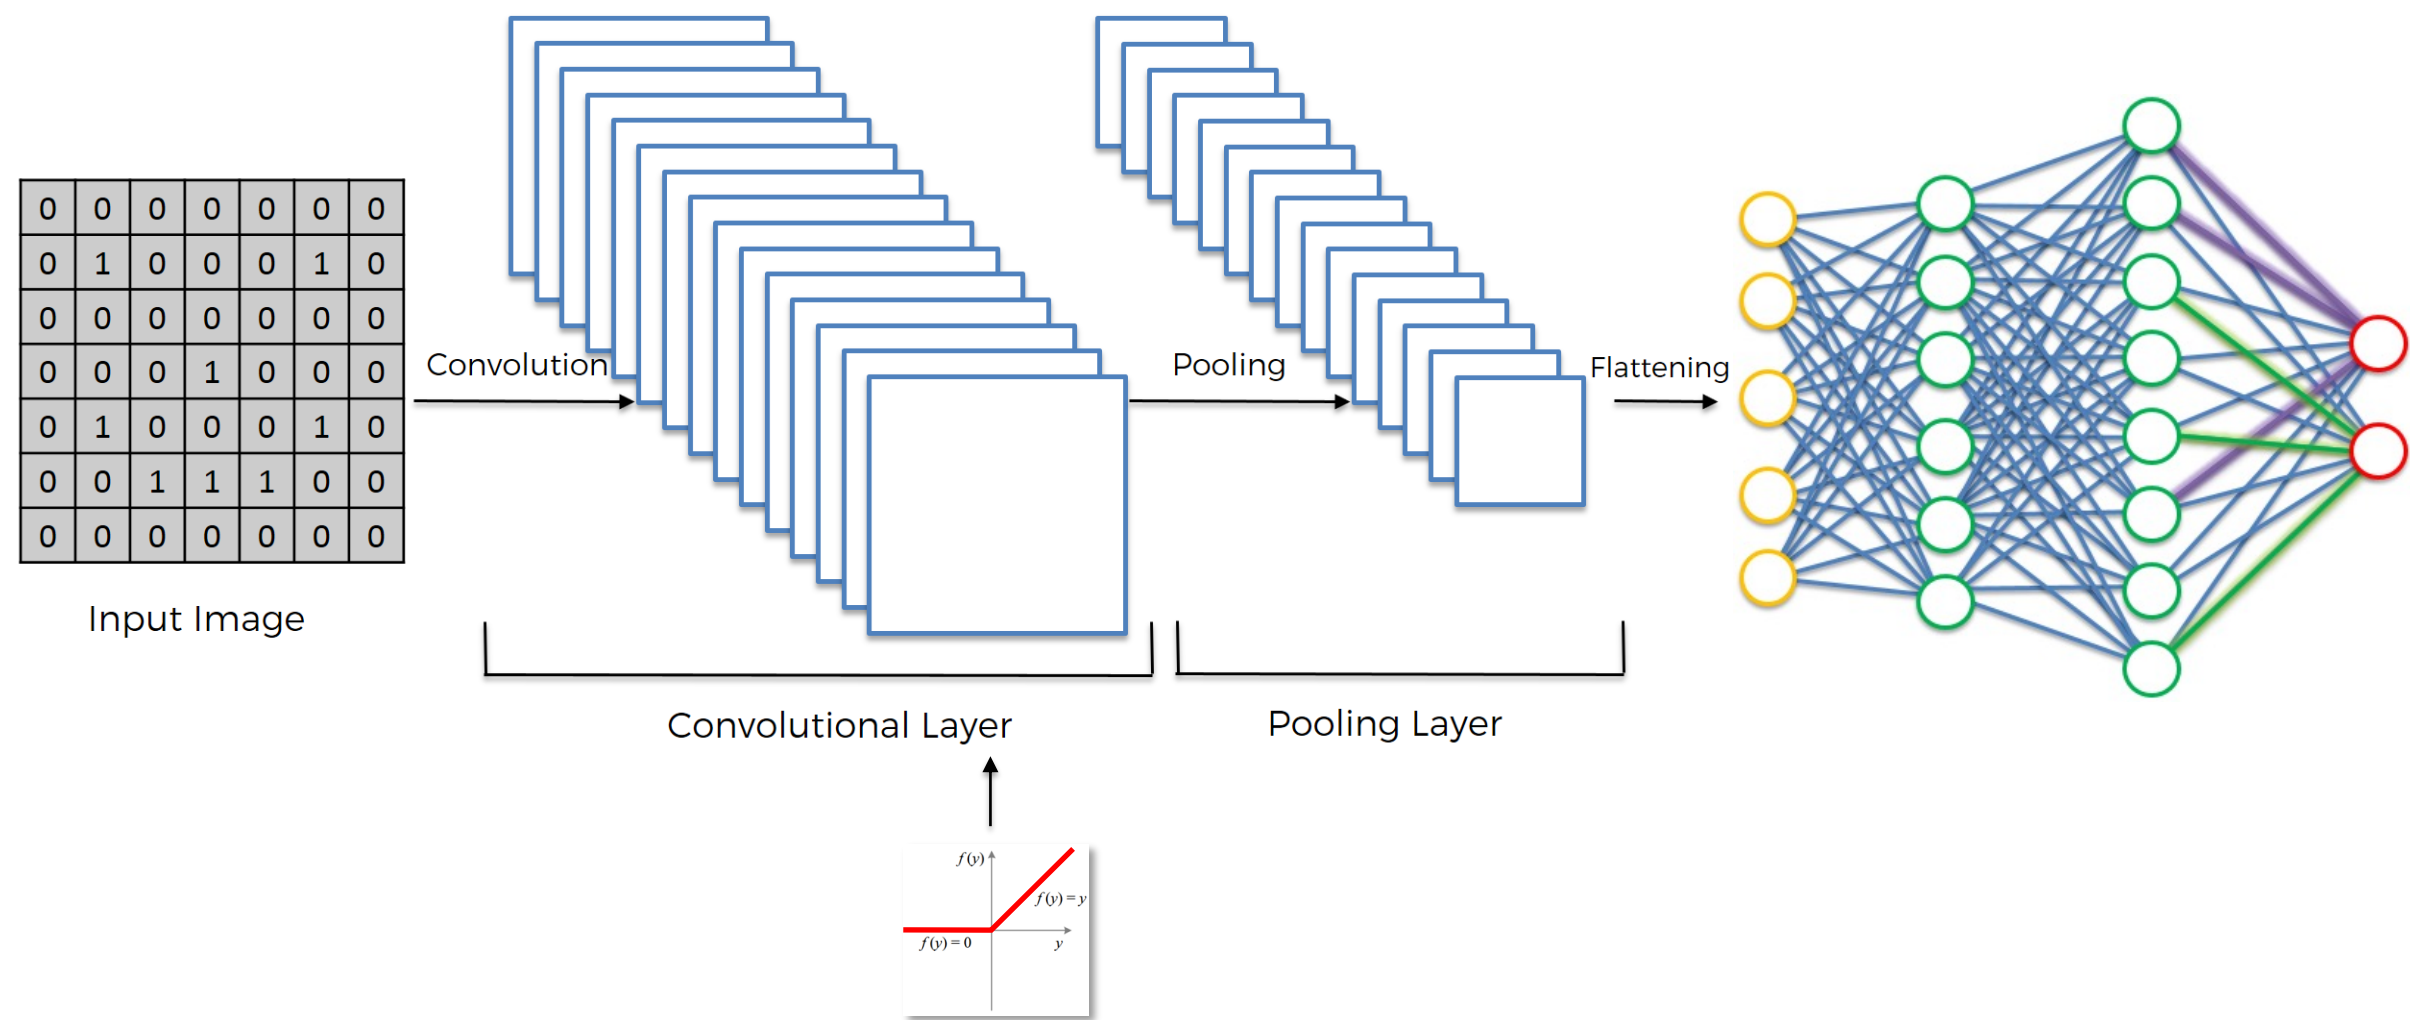 0 0 0 0 0 0 0
0 1 0 0 0 1 0
0 0 0 0 0 0 0
0 0 0 1 0 0 0
0 1 0 0 0 1 0
0 0 1 1 1 0 0
0 0 0 0 0 0 0
Input Image
Convolution
Pooling
Flattening
Convolutional Layer
Pooling Layer
f(y)
f(y) = y
f(y) = 0
y